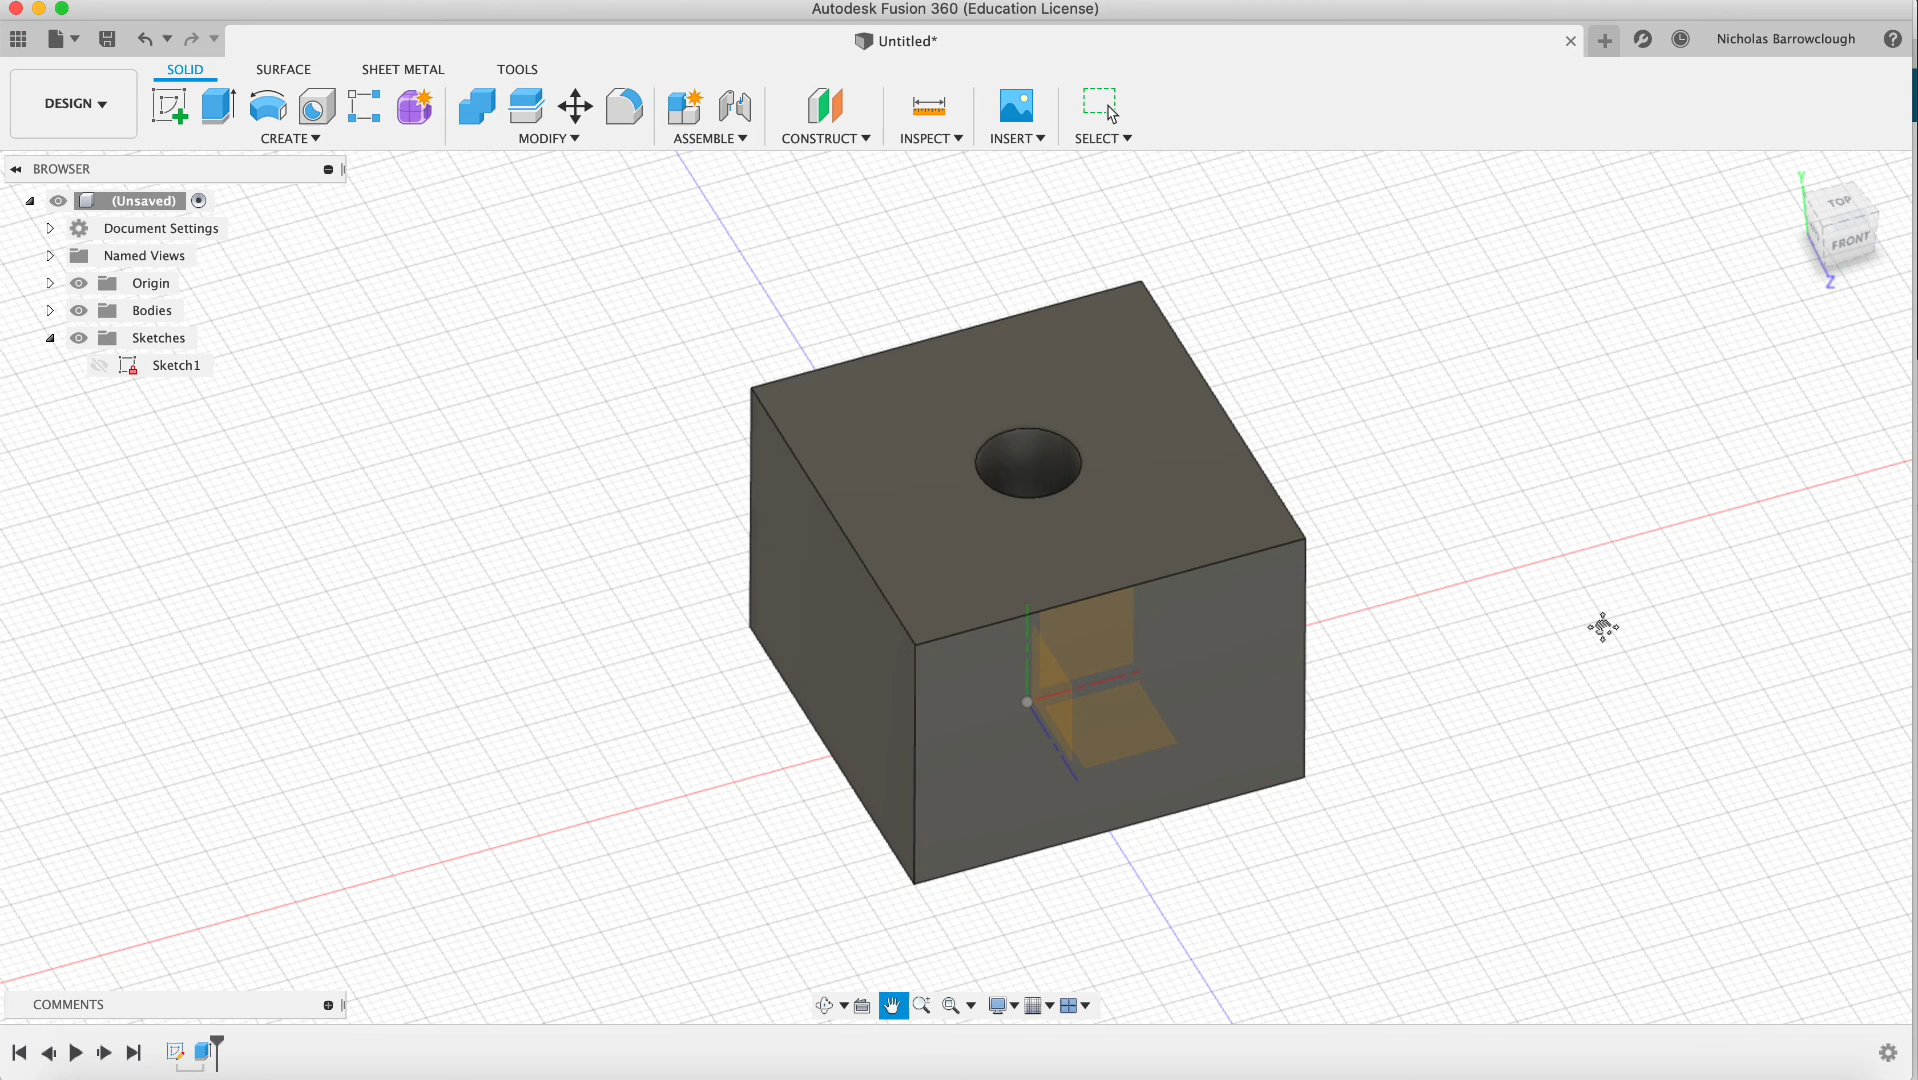 Autodesk Fusion 360 (Education License)
Untitled*
Nicholas Barrowclough
DESIGN
SOLID SURFACE SHEET METAL TOOLS
CREATE MODIFY ASSEMBLE CONSTRUCT INSPECT INSERT SELECT
BROWSER
(Unsaved)
Document Settings
Named Views
Origin
Bodies
Sketches
Sketch1
Y
TOP
FRONT
Z
COMMENTS